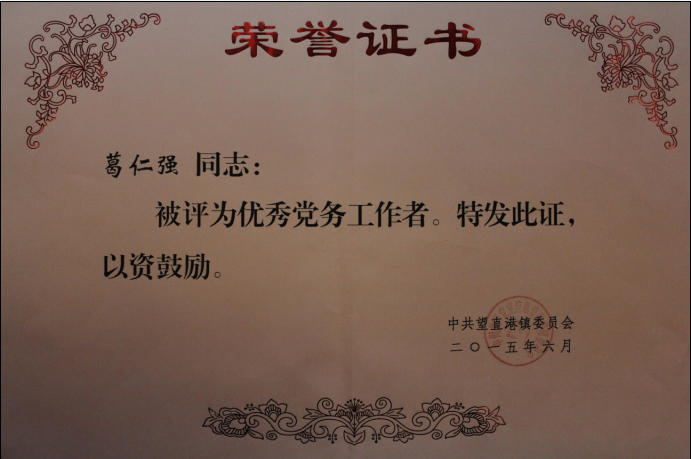 荣誉证书
葛仁强 同志：
被评为优秀党务工作者。特发此证，
以资鼓励。
中共望直港镇委员会
二〇一五年六月